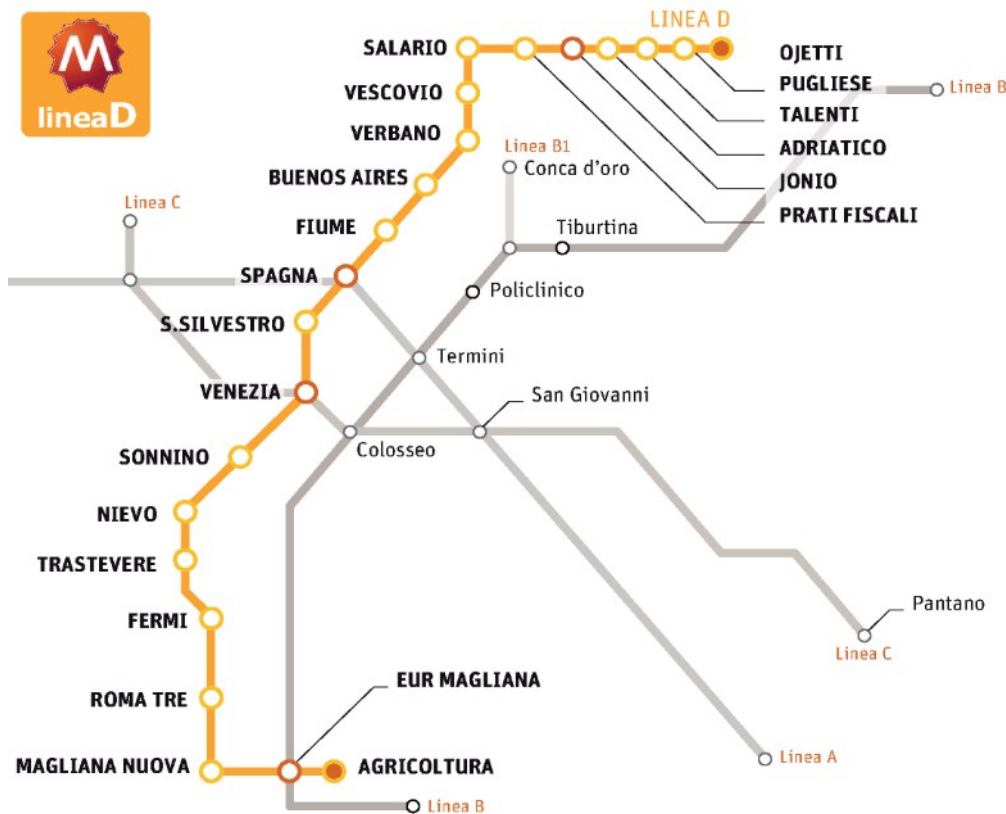 M
lineaD
LINEA D
SALARIO
OJETTI
PUGLIESE
Linea B
VESCOVIO
TALENTI
VERBANO
ADRIATICO
Linea B1
Conca d'oro
BUENOS AIRES
JONIO
Linea C
PRATI FISCALI
FIUME
Tiburtina
SPAGNA
Policlinico
S.SILVESTRO
Termini
VENEZIA
San Giovanni
Colosseo
SONNINO
NIEVO
TRASTEVERE
Pantano
FERMI
Linea C
EUR MAGLIANA
ROMA TRE
Linea A
MAGLIANA NUOVA
AGRICOLTURA
Linea B